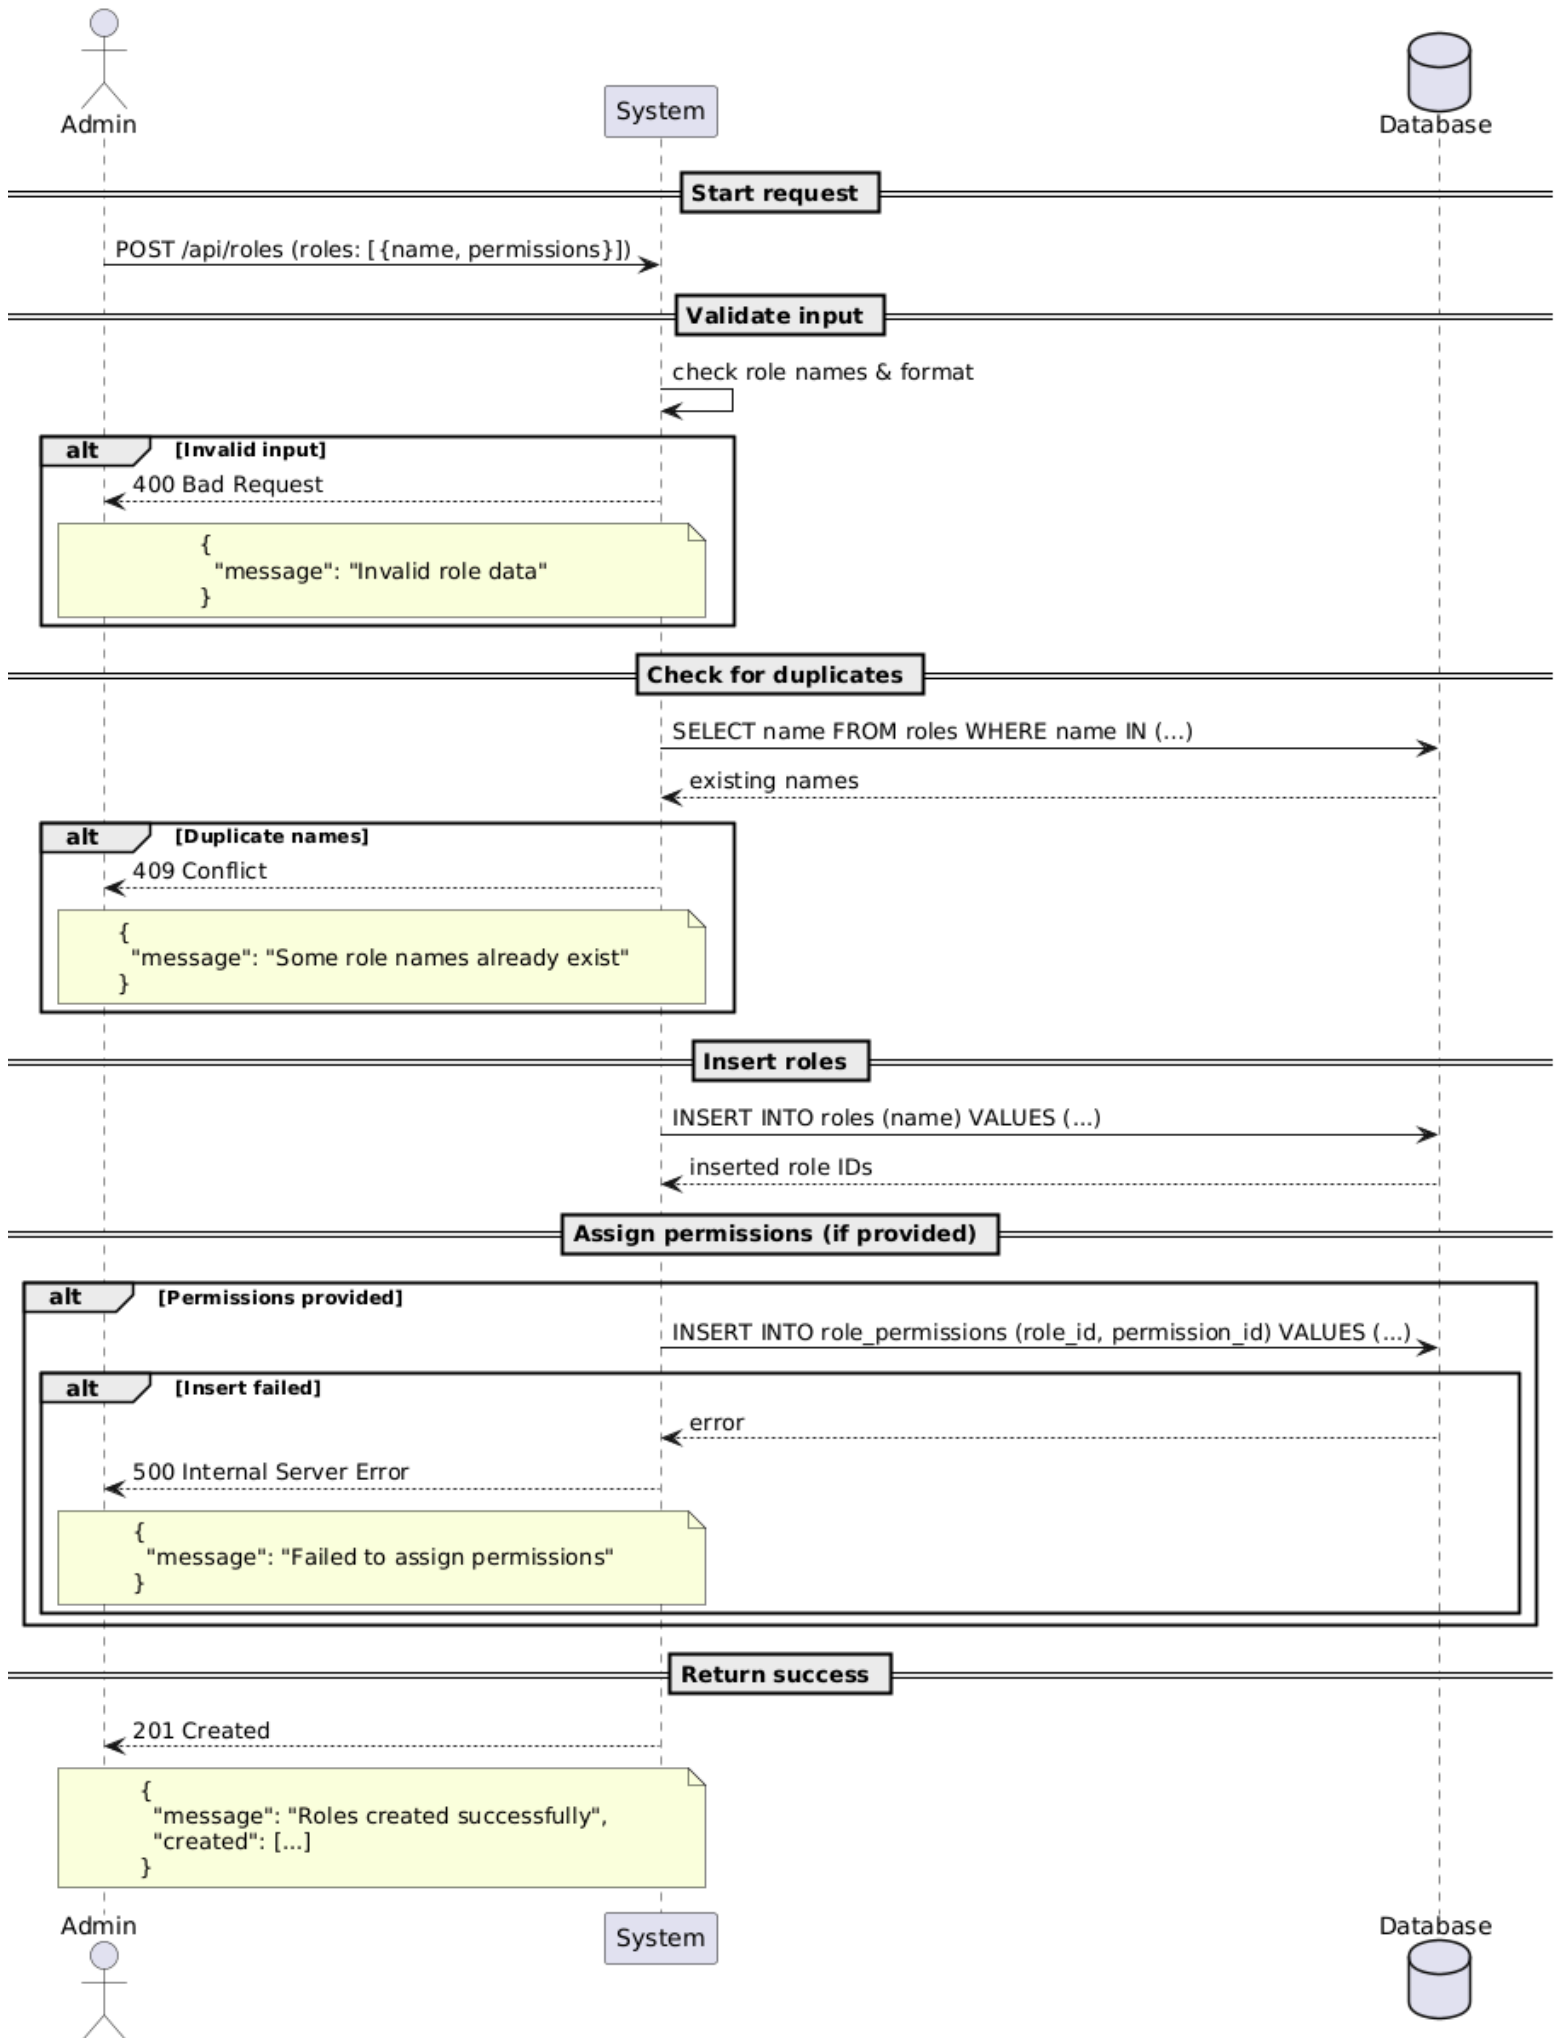 Admin
System
Database
Start request
POST /api/roles (roles: [{name, permissions}])
Validate input
check role names & format
alt [Invalid input]
400 Bad Request
{
"message": "Invalid role data"
}
Check for duplicates
SELECT name FROM roles WHERE name IN (...)
existing names
alt [Duplicate names]
409 Conflict
{
"message": "Some role names already exist"
}
Insert roles
INSERT INTO roles (name) VALUES (...)
inserted role IDs
Assign permissions (if provided)
alt [Permissions provided]
INSERT INTO role_permissions (role_id, permission_id) VALUES (...)
alt [Insert failed]
error
500 Internal Server Error
{
"message": "Failed to assign permissions"
}
Return success
201 Created
{
"message": "Roles created successfully",
"created": [...]
}
Admin
System
Database